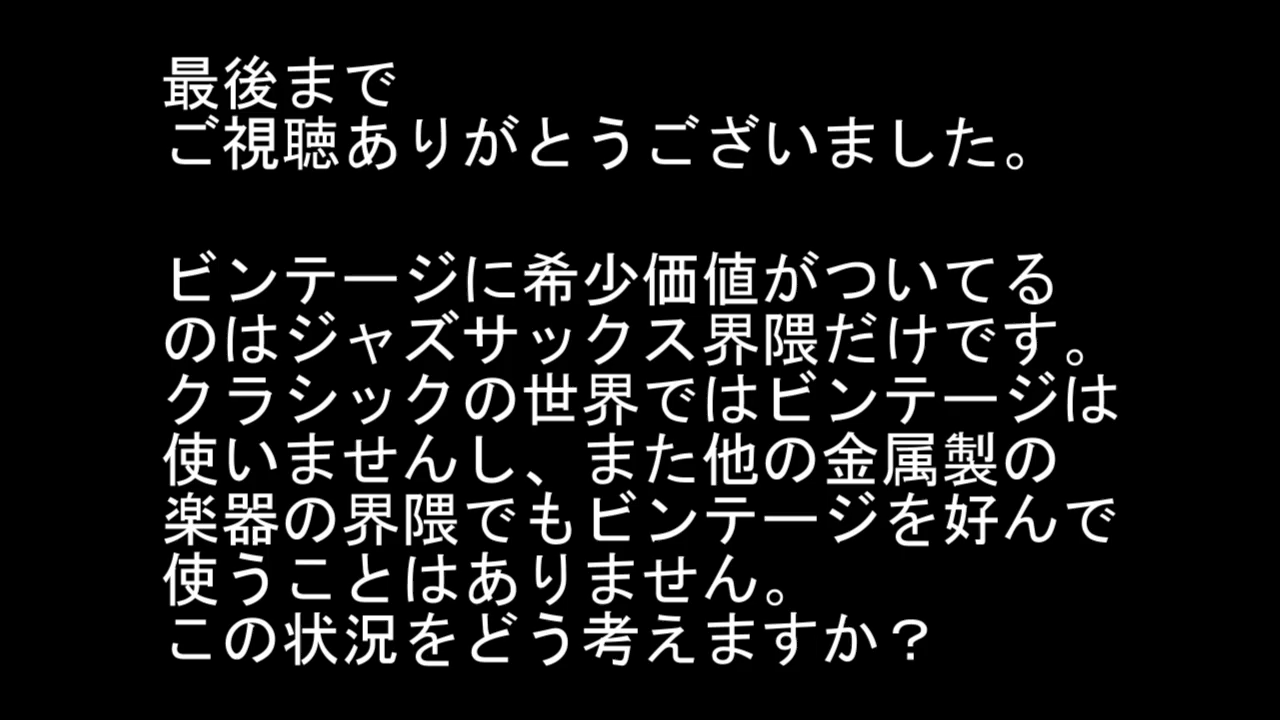 最後まで
ご視聴ありがとうございました。
ビンテージに希少価値がついてる
のはジャズサックス界隈だけです。
クラシックの世界ではビンテージは
使いませんし、また他の金属製の
楽器の界隈でもビンテージを好んで
使うことはありません。
この状況をどう考えますか？